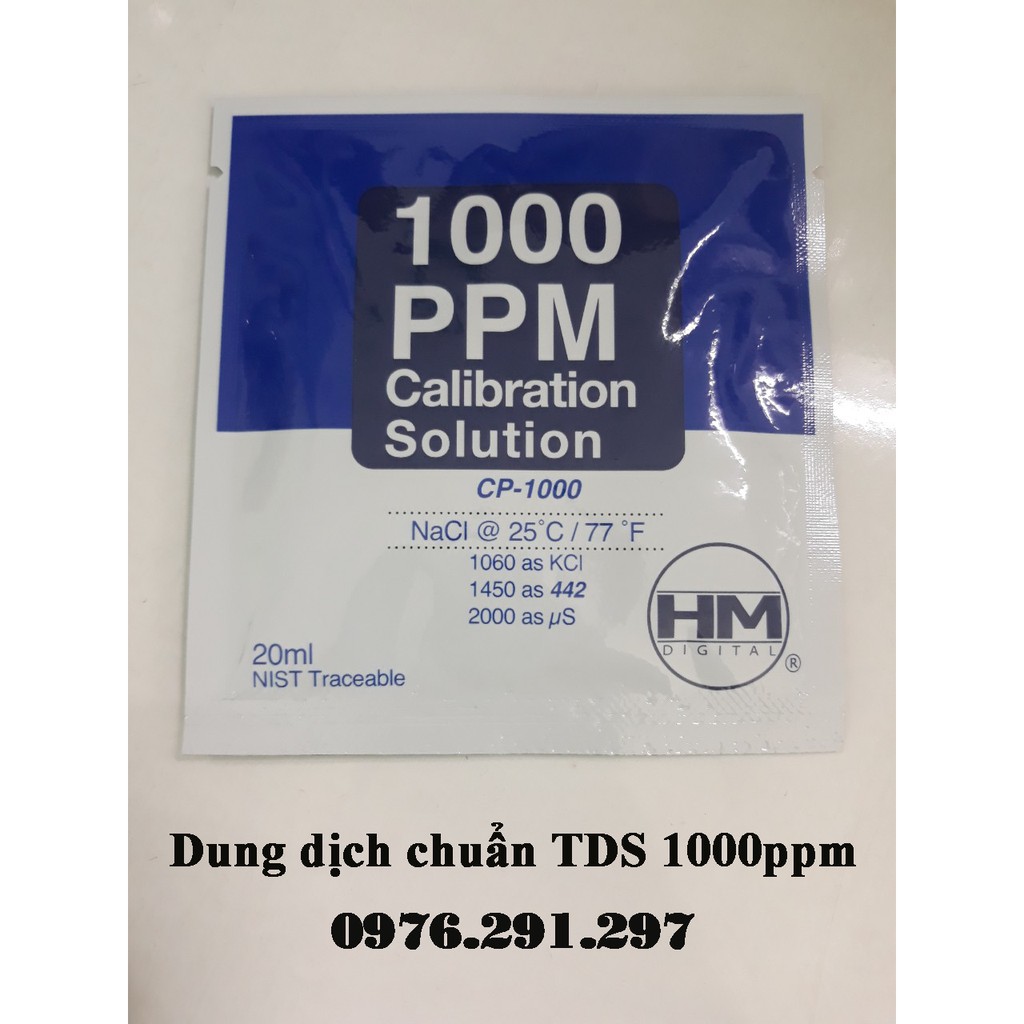 1000
PPM
Calibration
Solution
CP-1000
NaCl @ 25°C / 77 °F
1060 as KCl
1450 as 442
2000 as µS
HM
DIGITAL
®
20ml
NIST Traceable
Dung dịch chuẩn TDS 1000ppm
0976.291.297